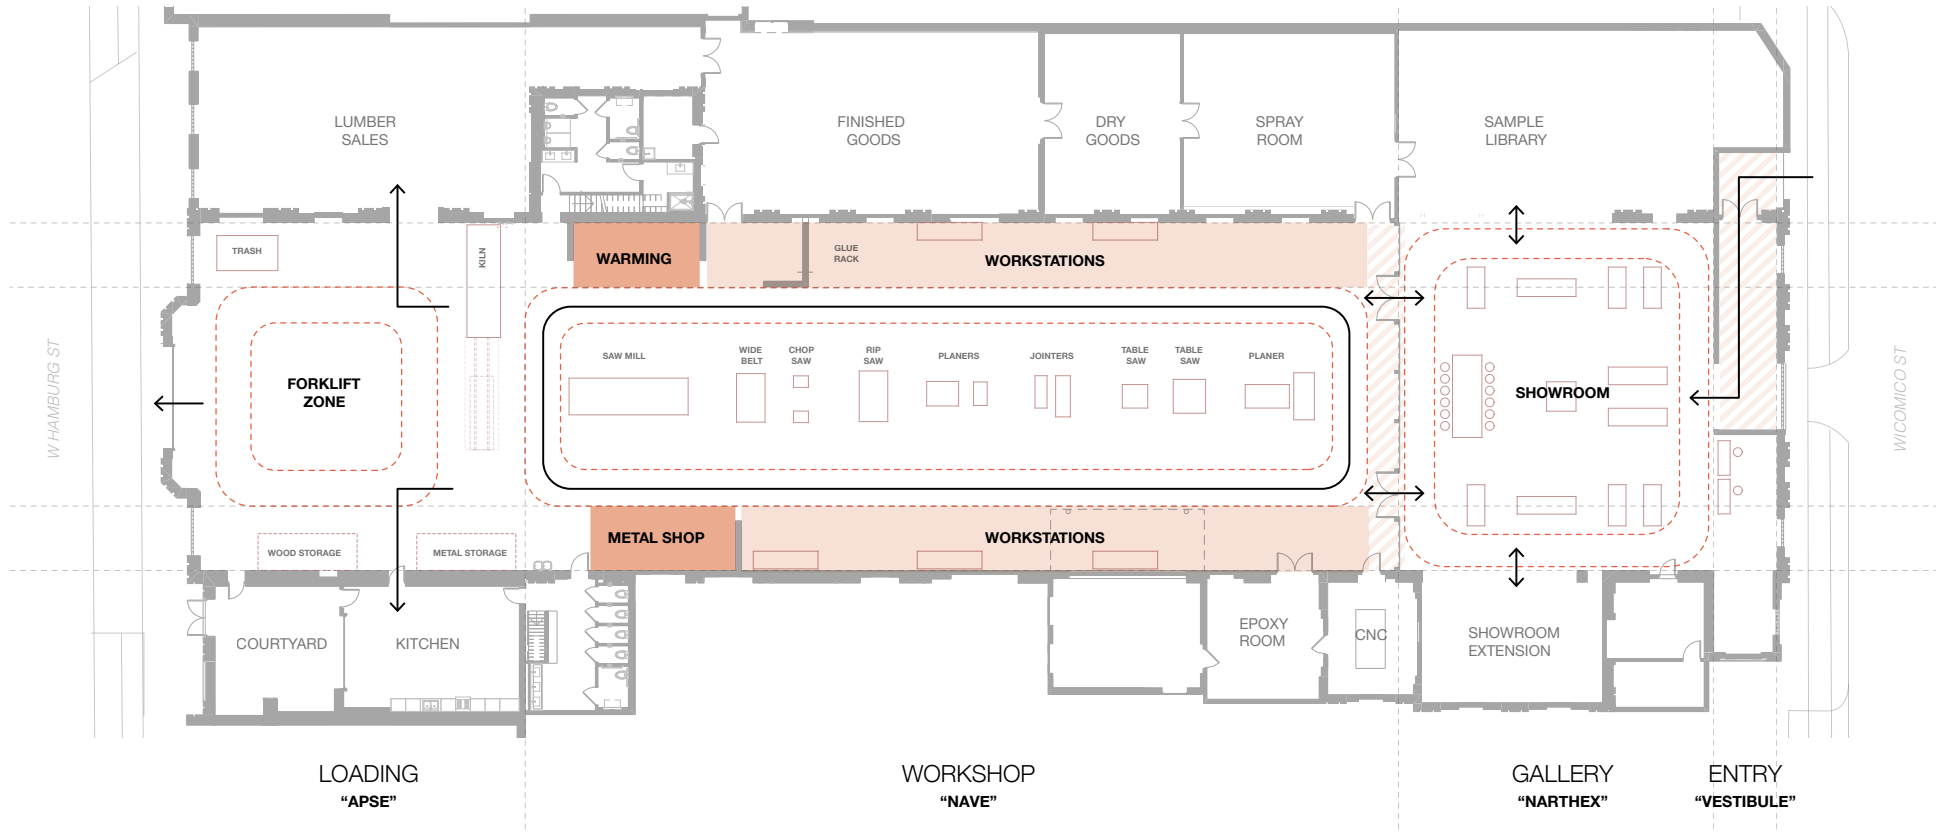 LUMBER
SALES
FINISHED
GOODS
DRY
GOODS
SPRAY
ROOM
SAMPLE
LIBRARY
TRASH
KILN
WARMING
GLUE
RACK
WORKSTATIONS
W HAMBURG ST
FORKLIFT
ZONE
SAW MILL
WIDE
BELT
CHOP
SAW
RIP
SAW
PLANERS
JOINTERS
TABLE
SAW
TABLE
SAW
PLANER
SHOWROOM
WICOMICO ST
WOOD STORAGE
METAL STORAGE
METAL SHOP
WORKSTATIONS
COURTYARD
KITCHEN
EPOXY
ROOM
CNC
SHOWROOM
EXTENSION
LOADING
“APSE”
WORKSHOP
“NAVE”
GALLERY
“NARTHEX”
ENTRY
“VESTIBULE”